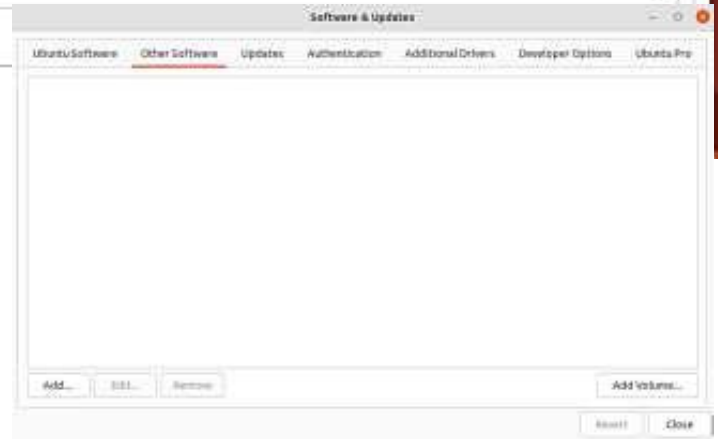 Software & Updates
Ubuntu Software Other Software Updates Authentication Additional Drivers Developer Options Ubuntu Pro
Add... Edit... Remove Add Volume...
Revert Close